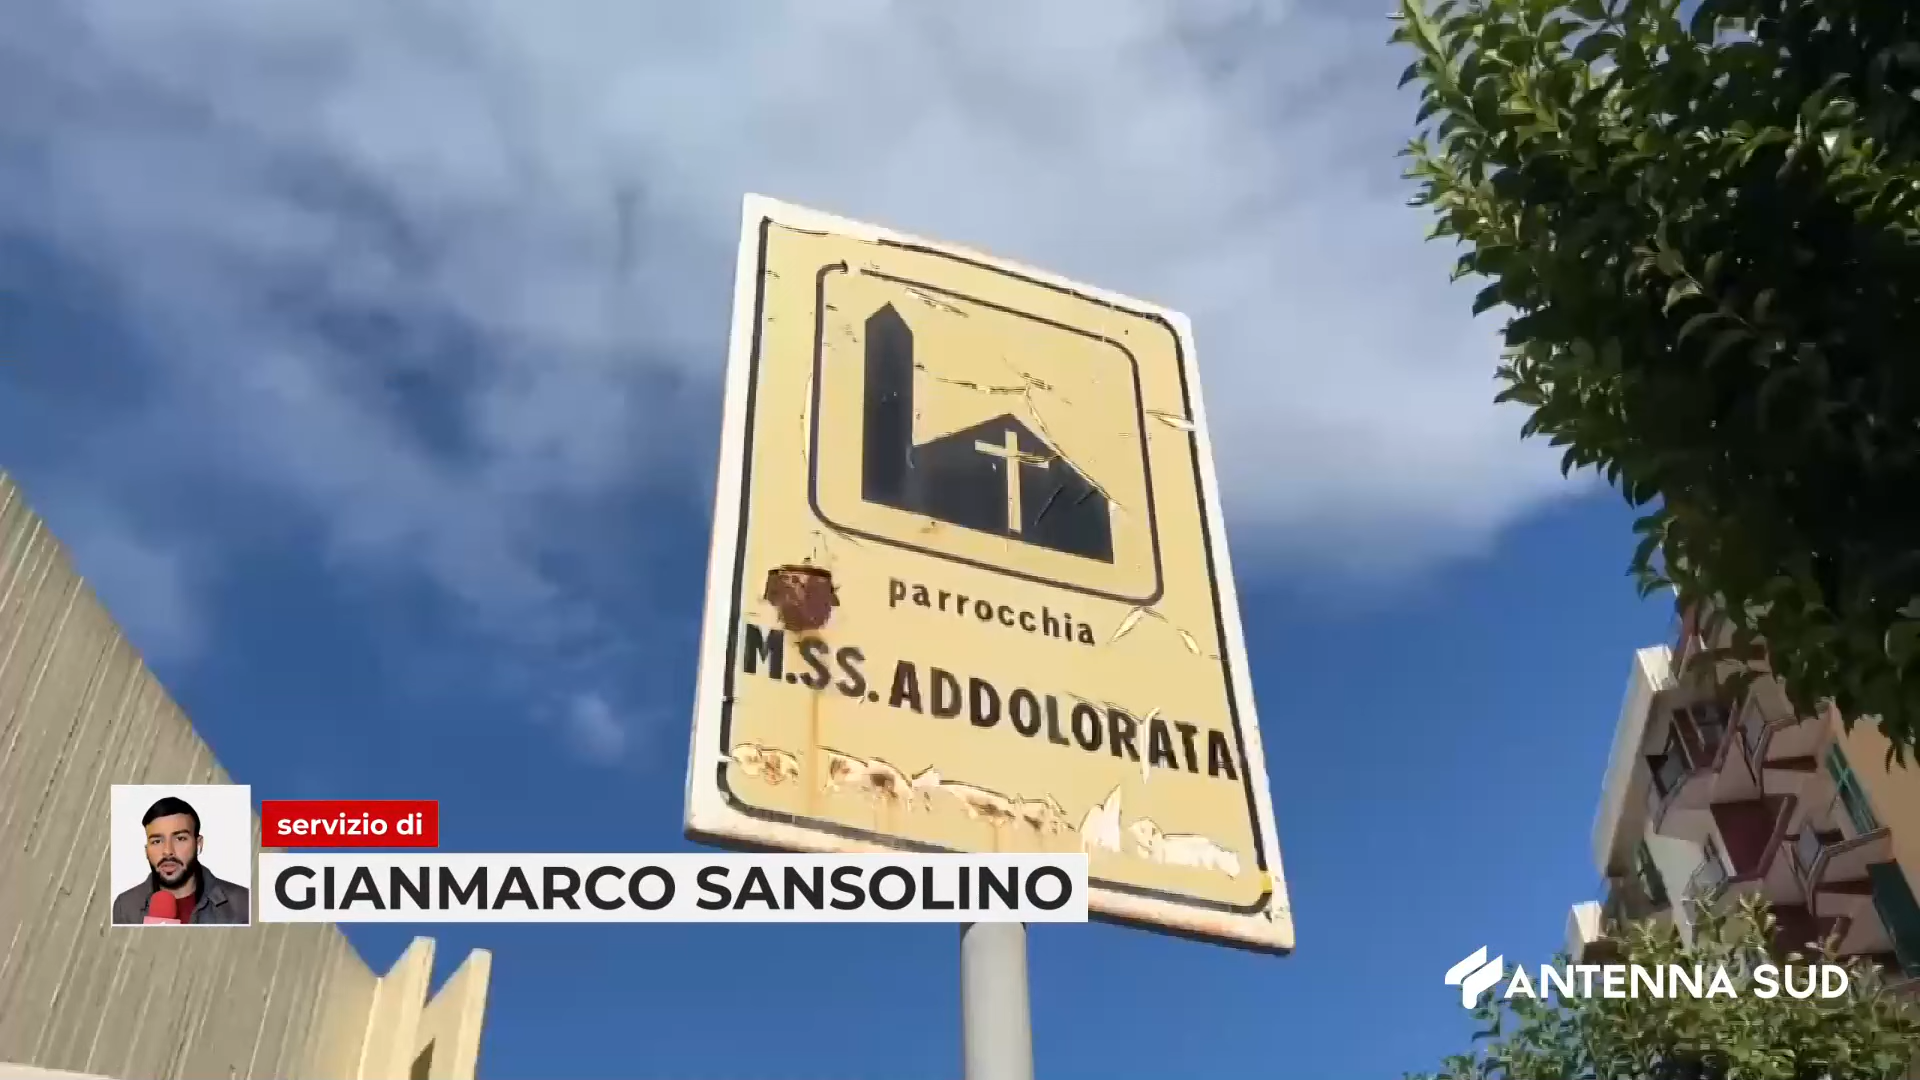 parrocchia
M.SS. ADDOLORATA
servizio di
GIANMARCO SANSOLINO
ANTENNA SUD